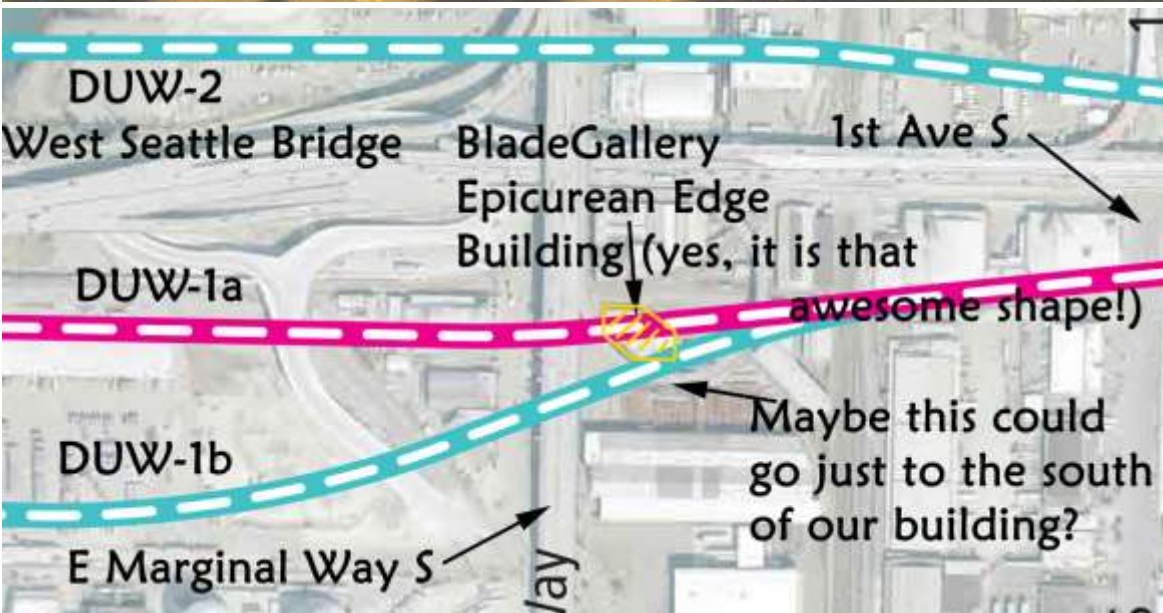 DUW-2
West Seattle Bridge
BladeGallery
Epicurean Edge
Building (yes, it is that
awesome shape!)
1st Ave S
DUW-1a
DUW-1b
Maybe this could
go just to the south
of our building?
E Marginal Way S
Way